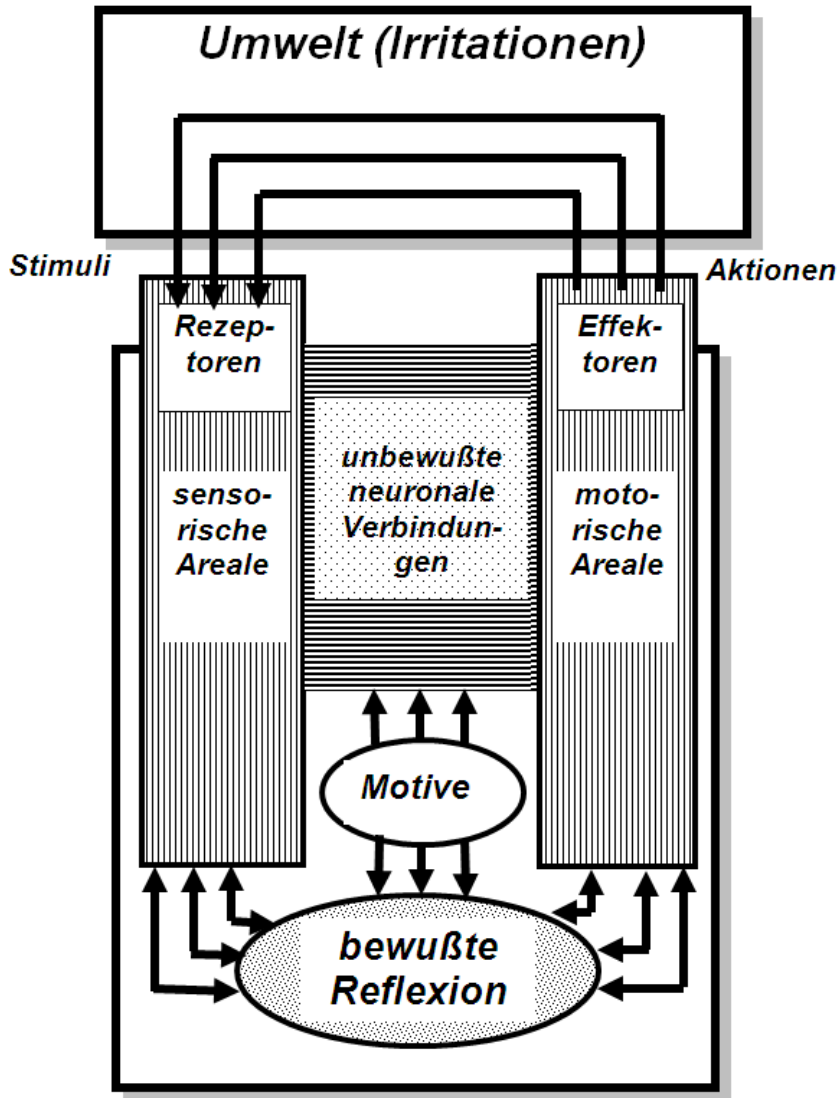 Umwelt (Irritationen)
Stimuli
Aktionen
Rezep-
toren
Effek-
toren
unbewußte
neuronale
Verbindun-
gen
senso-
rische
Areale
moto-
rische
Areale
Motive
bewußte
Reflexion